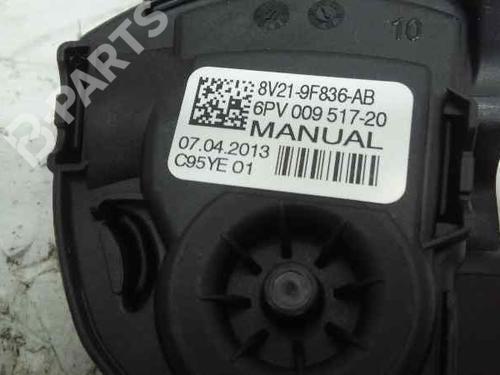 B-PARTS
10
8V21-9F836-AB
6PV 009 517-20
MANUAL
07.04.2013
C95YE 01